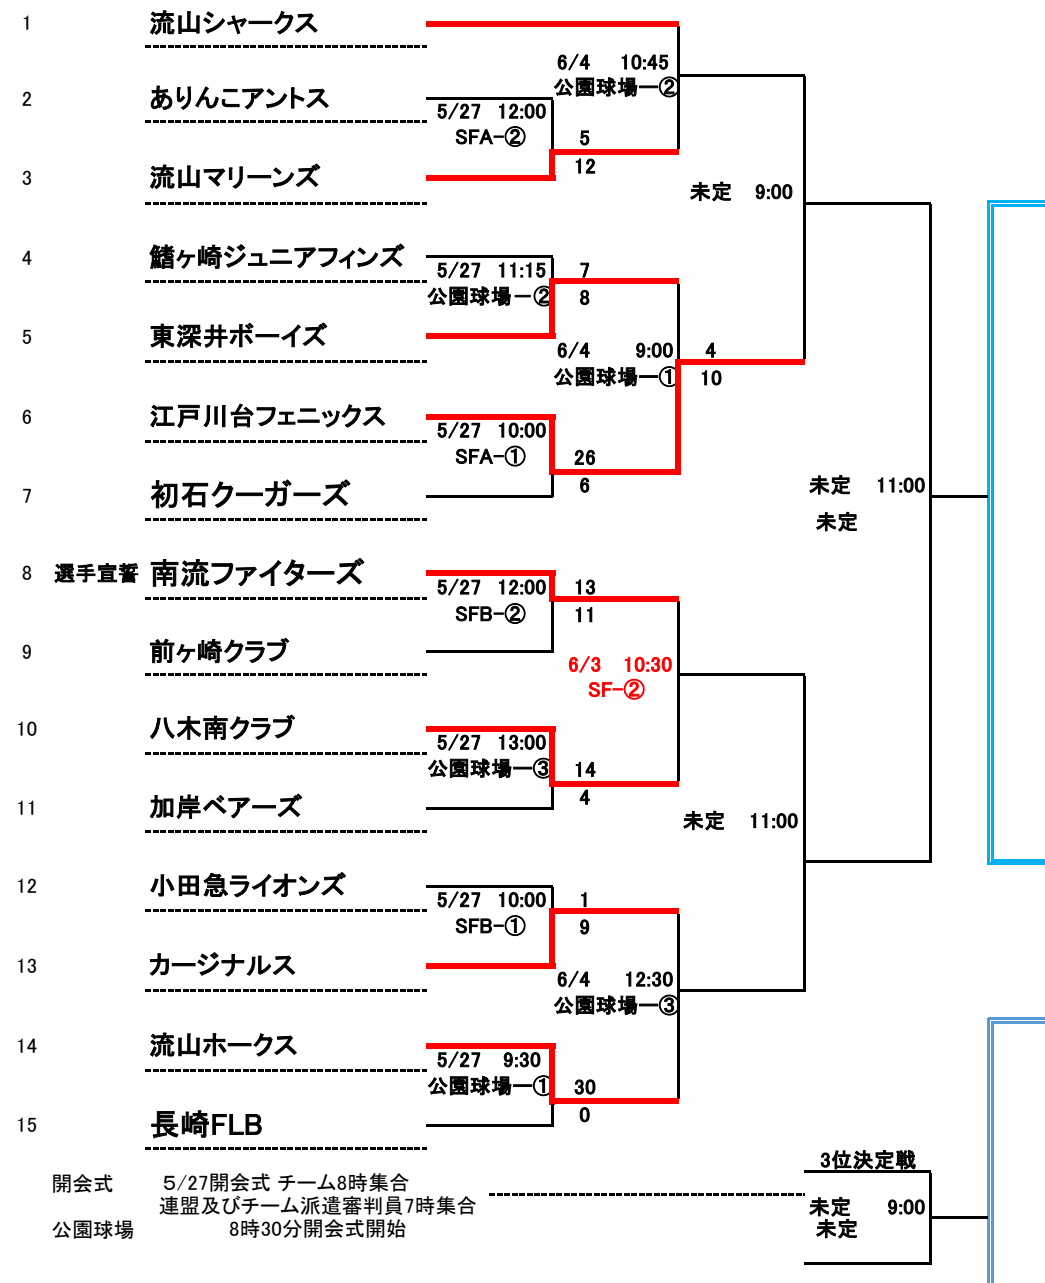 1 流山シャークス
6/4 10:45
公園球場ー②
2 ありんこアントス
5/27 12:00
SFA-②
5
12
3 流山マリーンズ
未定 9:00
4 鰭ヶ崎ジュニアフィンズ
5/27 11:15
公園球場ー②
7
8
5 東深井ボーイズ
6/4 9:00
公園球場ー①
4
10
6 江戸川台フェニックス
5/27 10:00
SFA-①
26
6
7 初石クーガーズ
未定 11:00
未定
8 選手宣誓 南流ファイターズ
5/27 12:00
SFB-②
13
11
9 前ヶ崎クラブ
6/3 10:30
SF-②
10 八木南クラブ
5/27 13:00
公園球場ー③
14
4
11 加岸ベアーズ
未定 11:00
12 小田急ライオンズ
5/27 10:00
SFB-①
1
9
13 カージナルス
6/4 12:30
公園球場ー③
14 流山ホークス
5/27 9:30
公園球場ー①
30
0
15 長崎FLB
3位決定戦
開会式 5/27開会式 チーム8時集合
連盟及びチーム派遣審判員7時集合
公園球場 8時30分開会式開始
未定 9:00
未定